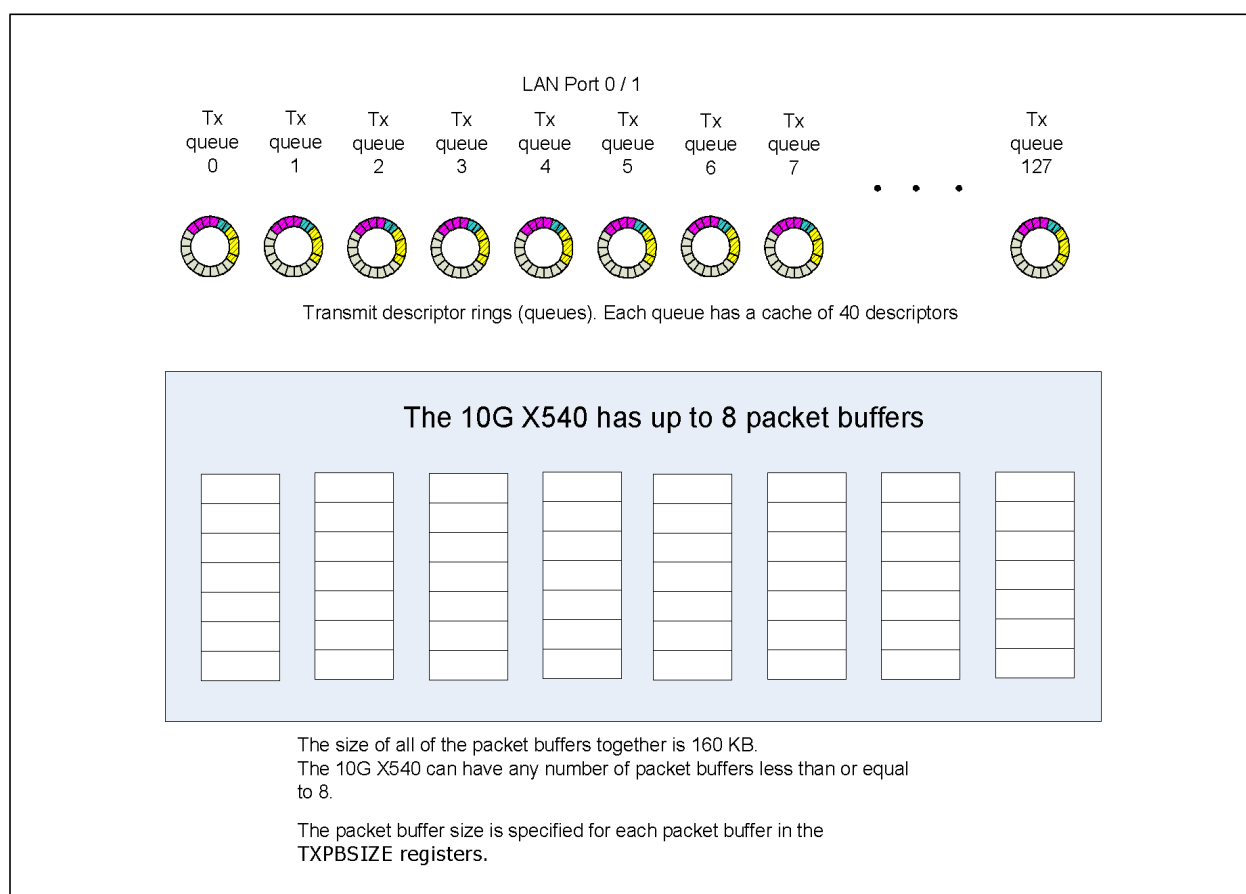 LAN Port 0 / 1
Tx queue 0
Tx queue 1
Tx queue 2
Tx queue 3
Tx queue 4
Tx queue 5
Tx queue 6
Tx queue 7
. . .
Tx queue 127
Transmit descriptor rings (queues). Each queue has a cache of 40 descriptors
The 10G X540 has up to 8 packet buffers
The size of all of the packet buffers together is 160 KB.
The 10G X540 can have any number of packet buffers less than or equal
to 8.
The packet buffer size is specified for each packet buffer in the
TXPBSIZE registers.